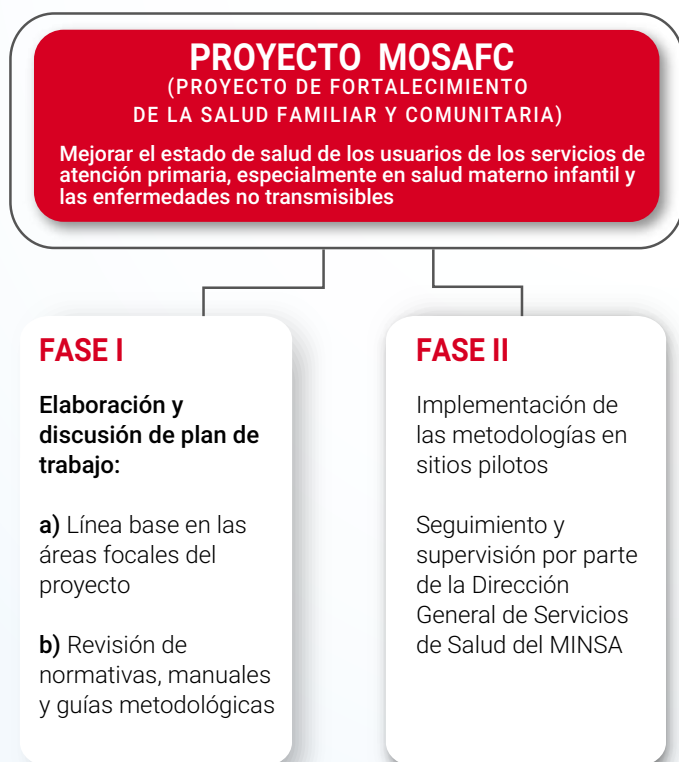 PROYECTO MOSAFC
(PROYECTO DE FORTALECIMIENTO
DE LA SALUD FAMILIAR Y COMUNITARIA)
Mejorar el estado de salud de los usuarios de los servicios de
atención primaria, especialmente en salud materno infantil y
las enfermedades no transmisibles
FASE I
Elaboración y
discusión de plan de
trabajo:
a) Línea base en las
áreas focales del
proyecto
b) Revisión de
normativas, manuales
y guías metodológicas
FASE II
Implementación de
las metodologías en
sitios pilotos
Seguimiento y
supervisión por parte
de la Dirección
General de Servicios
de Salud del MINSA